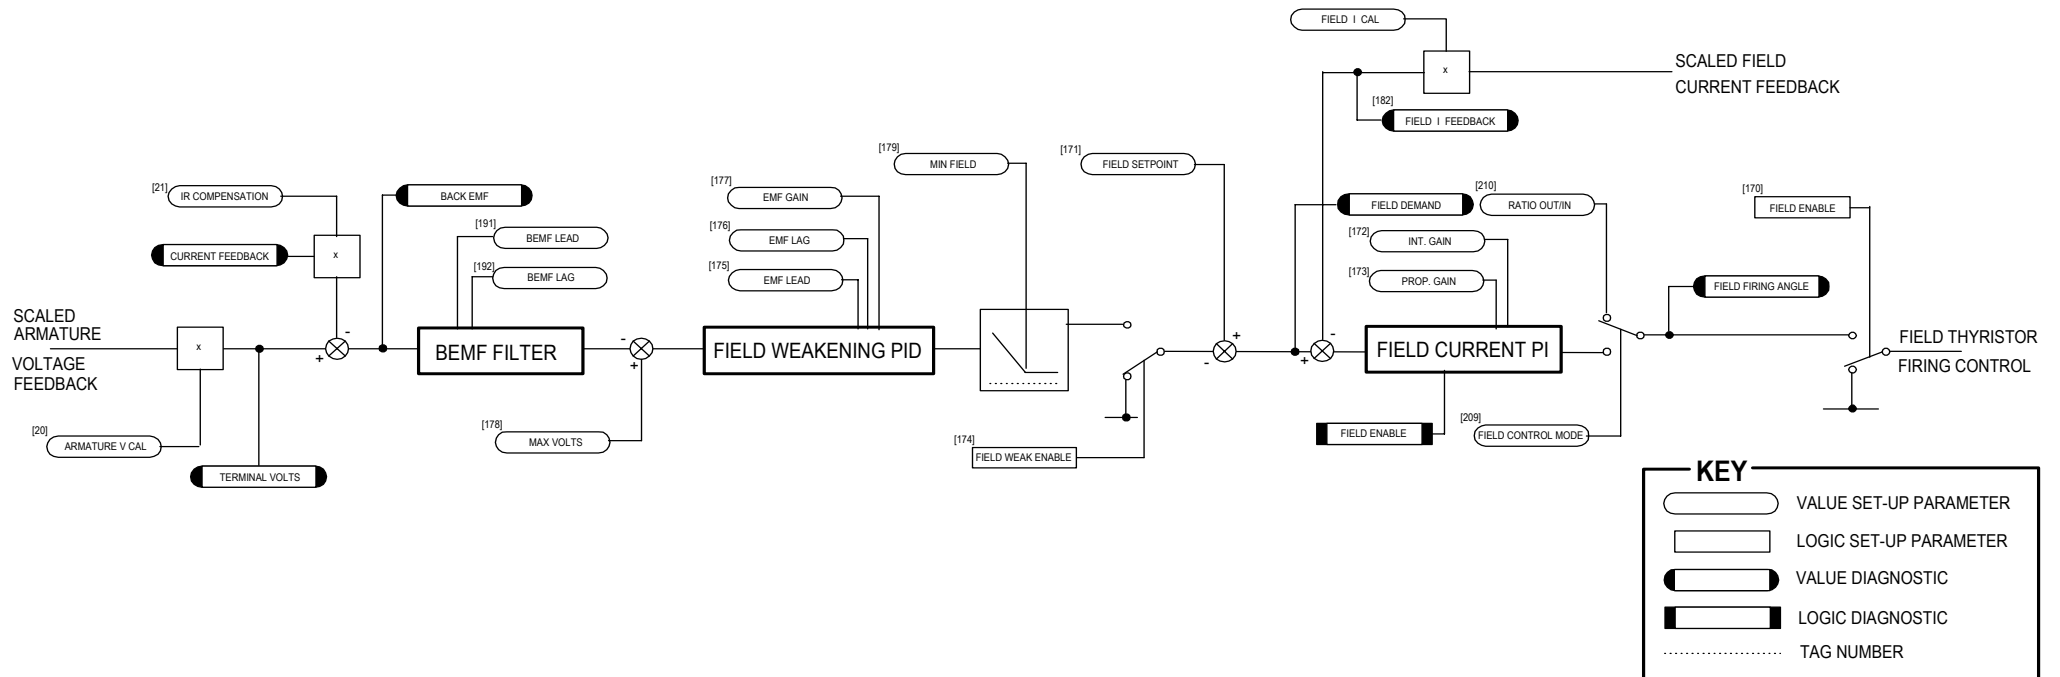 FIELD I CAL
x
SCALED FIELD
CURRENT FEEDBACK
[182]
FIELD I FEEDBACK
[179]
MIN FIELD
[171]
FIELD SETPOINT
[21]
IR COMPENSATION
BACK EMF
[177]
EMF GAIN
[191]
BEMF LEAD
[176]
EMF LAG
[192]
BEMF LAG
[175]
EMF LEAD
CURRENT FEEDBACK
x
FIELD DEMAND
[210]
RATIO OUT/IN
[172]
INT. GAIN
[173]
PROP. GAIN
[170]
FIELD ENABLE
FIELD FIRING ANGLE
SCALED
ARMATURE
VOLTAGE
FEEDBACK
x
-
+
BEMF FILTER
-
+
FIELD WEAKENING PID
+
-
-
+
FIELD CURRENT PI
FIELD THYRISTOR
FIRING CONTROL
[20]
ARMATURE V CAL
TERMINAL VOLTS
[178]
MAX VOLTS
[174]
FIELD WEAK ENABLE
FIELD ENABLE
[209]
FIELD CONTROL MODE
KEY
VALUE SET-UP PARAMETER
LOGIC SET-UP PARAMETER
VALUE DIAGNOSTIC
LOGIC DIAGNOSTIC
TAG NUMBER